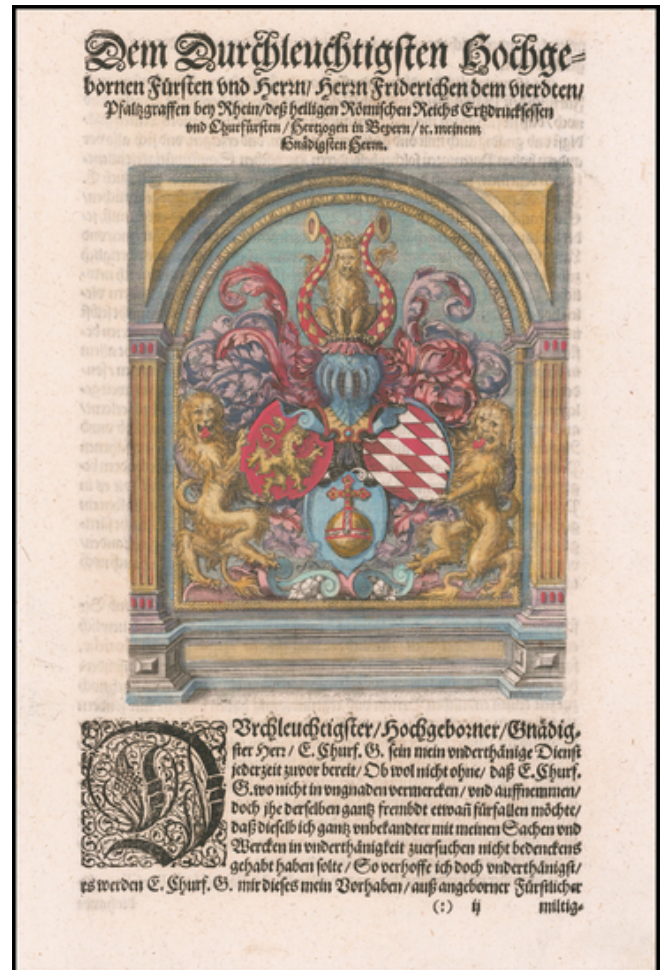 Dem Durchleuchtigsten Hochge-
bornen Fürsten vnd Herrn/ Herrn Friderichen dem vierdten/
Pfaltzgraffen bey Rhein/ deß heiligen Römischen Reichs Ertzdrucksessen
vnd Churfürsten/ Hertzogen in Beyern/ ꝛc. meinem
Gnädigsten Herrn.
DVrchleuchtigster/ Hochgeborner/ Gnädig-
ster Herr/ E. Churf. G. sein mein vnderthänige Dienst
jederzeit zuvor bereit/ Ob wol nicht ohne/ daß E. Churf.
G. wo nicht in vngnaden vermercken/ vnd auffnemmen/
doch jhe derselben gantz frembdt etwañ fürfallen möchte/
daß dieselb ich gantz vnbekandter mit meinen Sachen vnd
Wercken in vnderthänigkeit zuersuchen nicht bedenckens
gehabt haben solte/ So verhoffe ich doch vnderthänigst/
es werden E. Churf. G. mir dieses mein Vorhaben/ auß angeborner Fürstlicher
(:) ij miltig-